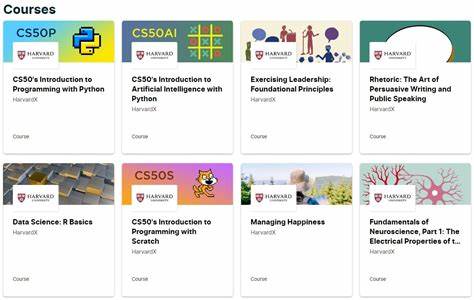 Courses
CS50P
HARVARD
UNIVERSITY
CS50's Introduction to
Programming with Python
HarvardX
Course
CS50AI
HARVARD
UNIVERSITY
CS50's Introduction to
Artificial Intelligence with
Python
HarvardX
Course
HARVARD
UNIVERSITY
Exercising Leadership:
Foundational Principles
HarvardX
Course
HARVARD
UNIVERSITY
Rhetoric: The Art of
Persuasive Writing and
Public Speaking
HarvardX
Course
HARVARD
UNIVERSITY
Data Science: R Basics
HarvardX
Course
CS50S
HARVARD
UNIVERSITY
CS50's Introduction to
Programming with
Scratch
HarvardX
Course
HARVARD
UNIVERSITY
Managing Happiness
HarvardX
Course
HARVARD
UNIVERSITY
Fundamentals of
Neuroscience, Part 1: The
Electrical Properties of t...
HarvardX
Course